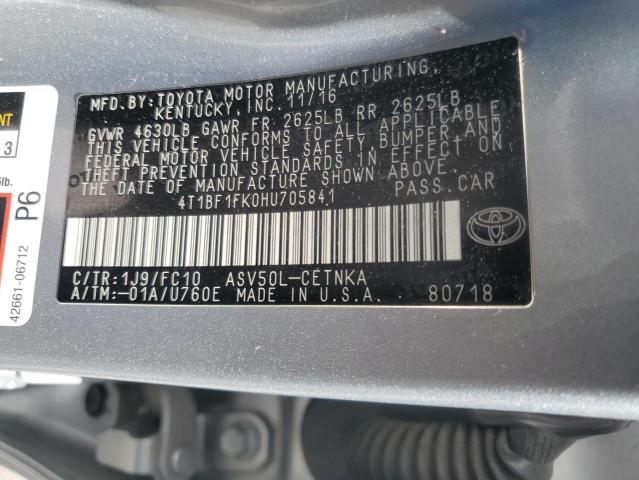 MFD. BY: TOYOTA MOTOR MANUFACTURING,
KENTUCKY, INC. 11/16
GVWR 4630LB GAWR FR 2625LB RR 2625LB
THIS VEHICLE CONFORMS TO ALL APPLICABLE
FEDERAL MOTOR VEHICLE SAFETY, BUMPER AND
THEFT PREVENTION STANDARDS IN EFFECT ON
THE DATE OF MANUFACTURE SHOWN ABOVE.
4T1BF1FK0HU705841 PASS.CAR
C/TR:1J9/FC10 ASV50L-CETNKA
A/TM:-01A/U760E MADE IN U.S.A. 80718
NT
3
lb.
P6
42661-06712